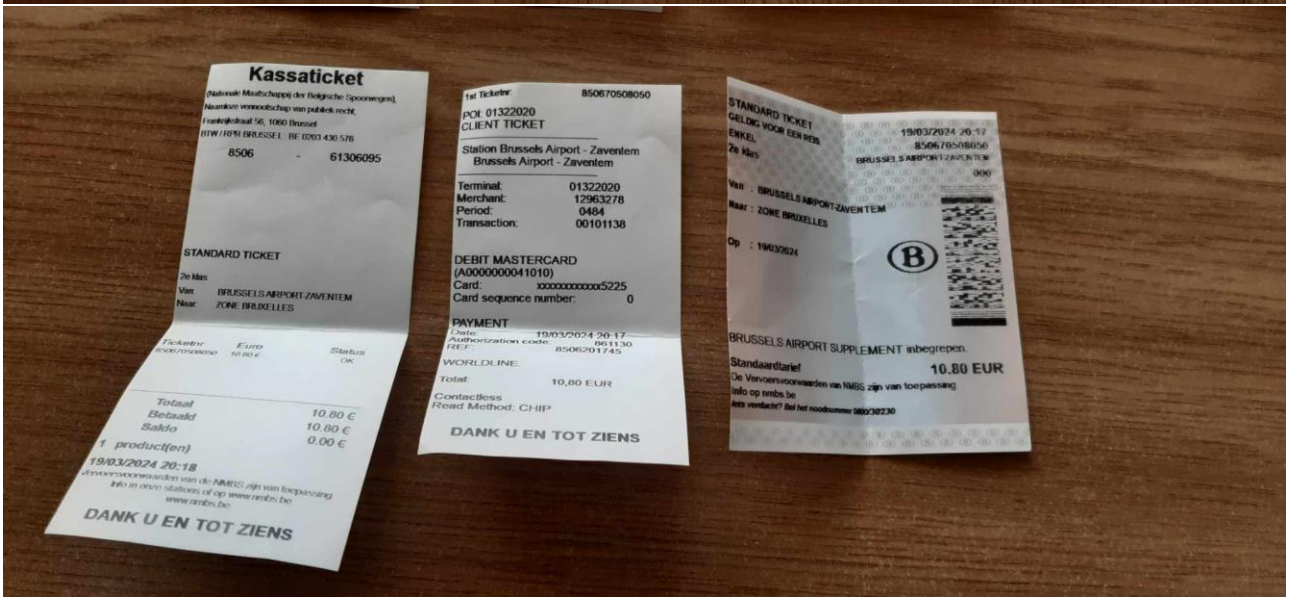 Kassaticket
(Nationale Maatschappij der Belgische Spoorwegen),
Naamloze vennootschap van publiek recht,
Frankrijkstraat 56, 1060 Brussel
BTW / RPR BRUSSEL : BE 0203 430 576
8506 - 61306095
STANDARD TICKET
2e klas
Van: BRUSSELS AIRPORT-ZAVENTEM
Naar: ZONE BRUXELLES
Ticketnr Euro Status
850670508050 10.80 € OK
Totaal 10.80 €
Betaald 10.80 €
Saldo 0.00 €
1 product(en)
19/03/2024 20:18
Vervoersvoorwaarden van de NMBS zijn van toepassing
Info in onze stations of op www.nmbs.be
www.nmbs.be
DANK U EN TOT ZIENS
1st Ticketnr: 850670508050
POI: 01322020
CLIENT TICKET
Station Brussels Airport - Zaventem
Brussels Airport - Zaventem
Terminal: 01322020
Merchant: 12963278
Period: 0484
Transaction: 00101138
DEBIT MASTERCARD
(A0000000041010)
Card: xxxxxxxxxxxx5225
Card sequence number: 0
PAYMENT
Date: 19/03/2024 20:17
Authorization code: 861130
REF: 8506201745
WORLDLINE
Total: 10,80 EUR
Contactless
Read Method: CHIP
DANK U EN TOT ZIENS
STANDARD TICKET
GELDIG VOOR EEN REIS
ENKEL
2e klas
19/03/2024 20:17
850670508050
BRUSSELS AIRPORT-ZAVENTEM
000
Van : BRUSSELS AIRPORT-ZAVENTEM
Naar : ZONE BRUXELLES
Op : 19/03/2024
B
BRUSSELS AIRPORT SUPPLEMENT inbegrepen.
Standaardtarief 10.80 EUR
De Vervoersvoorwaarden van NMBS zijn van toepassing
Info op nmbs.be
Iets verdacht? Bel het noodnummer 0800/30230